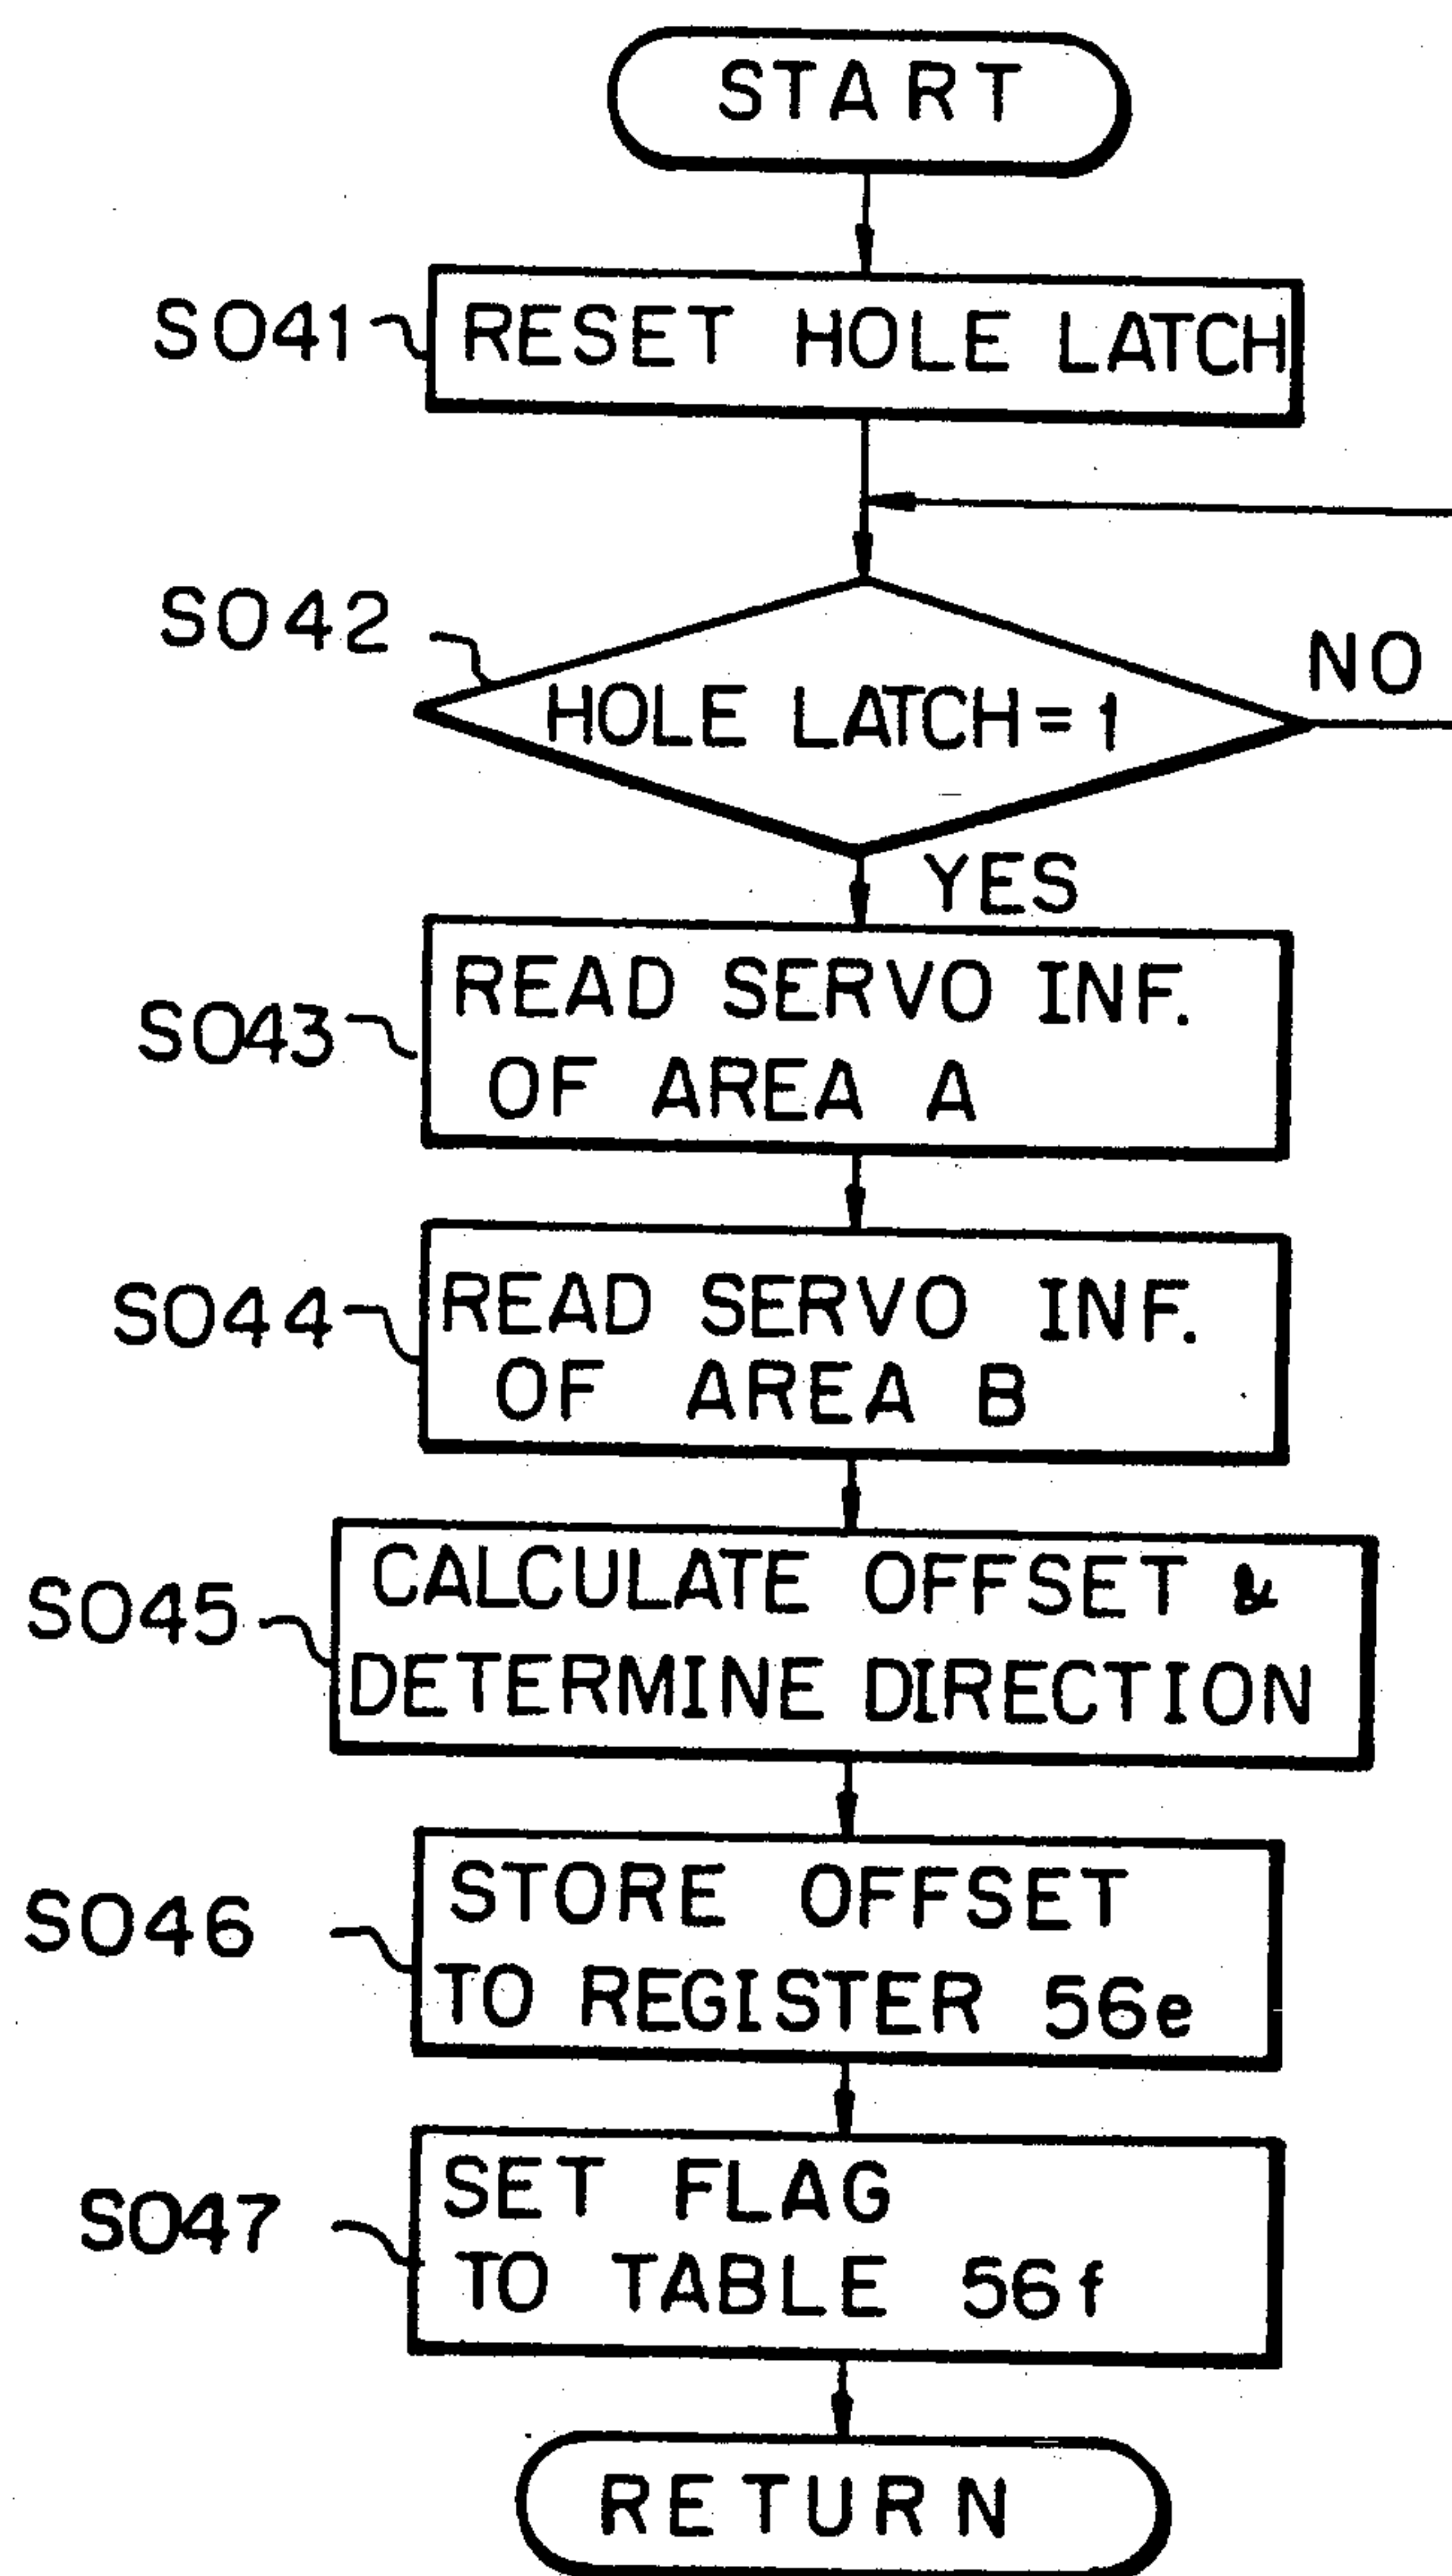 START
S041
RESET HOLE LATCH
S042
HOLE LATCH=1
NO
YES
S043
READ SERVO INF.
OF AREA A
S044
READ SERVO INF.
OF AREA B
S045
CALCULATE OFFSET &
DETERMINE DIRECTION
S046
STORE OFFSET
TO REGISTER 56e
S047
SET FLAG
TO TABLE 56f
RETURN